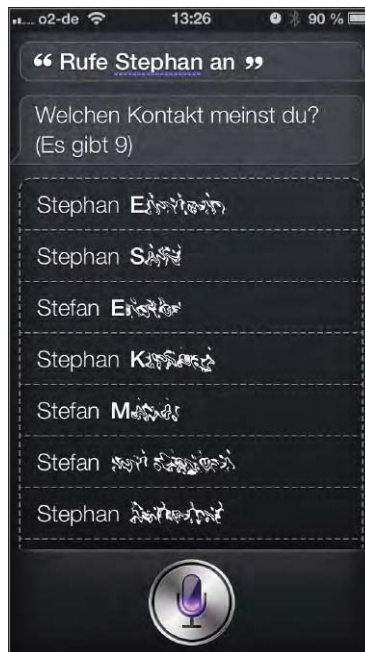 o2-de 13:26 90 %
“ Rufe Stephan an ”
Welchen Kontakt meinst du?
(Es gibt 9)
Stephan
Stephan
Stefan
Stephan
Stefan
Stefan
Stephan